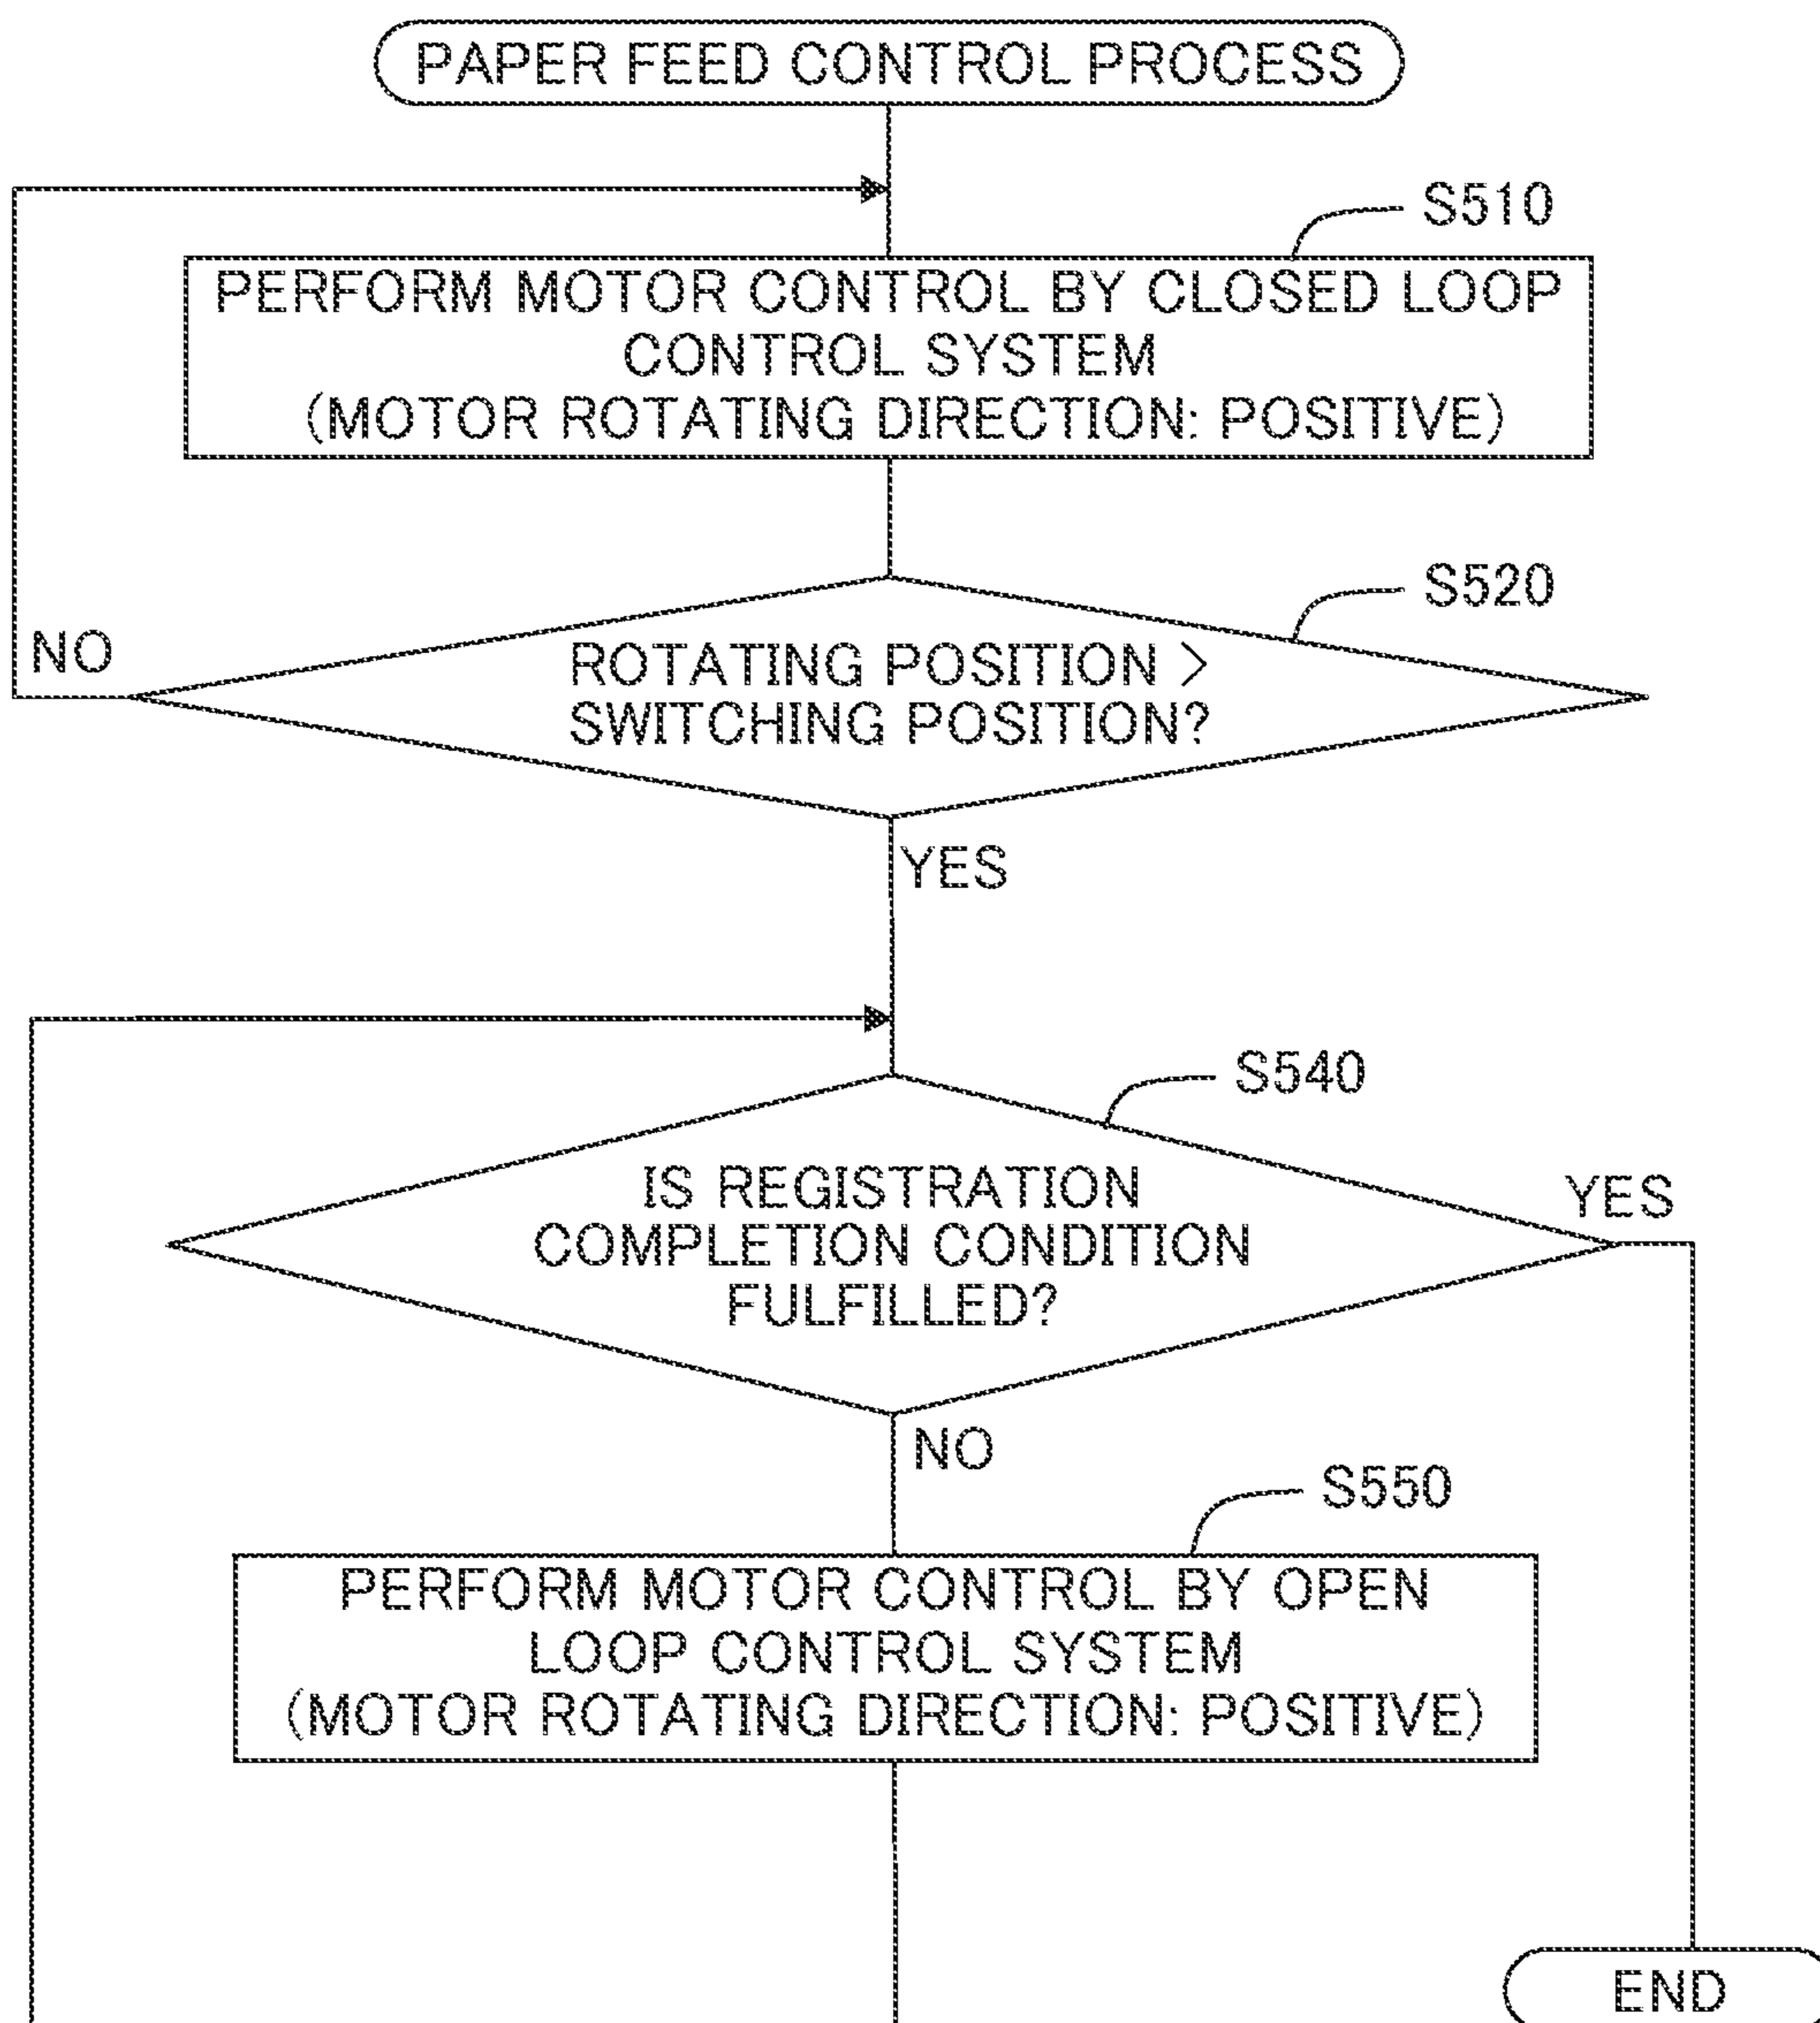 PAPER FEED CONTROL PROCESS
S510
PERFORM MOTOR CONTROL BY CLOSED LOOP
CONTROL SYSTEM
(MOTOR ROTATING DIRECTION: POSITIVE)
S520
NO
ROTATING POSITION >
SWITCHING POSITION?
YES
S540
IS REGISTRATION
COMPLETION CONDITION
FULFILLED?
YES
NO
S550
PERFORM MOTOR CONTROL BY OPEN
LOOP CONTROL SYSTEM
(MOTOR ROTATING DIRECTION: POSITIVE)
END